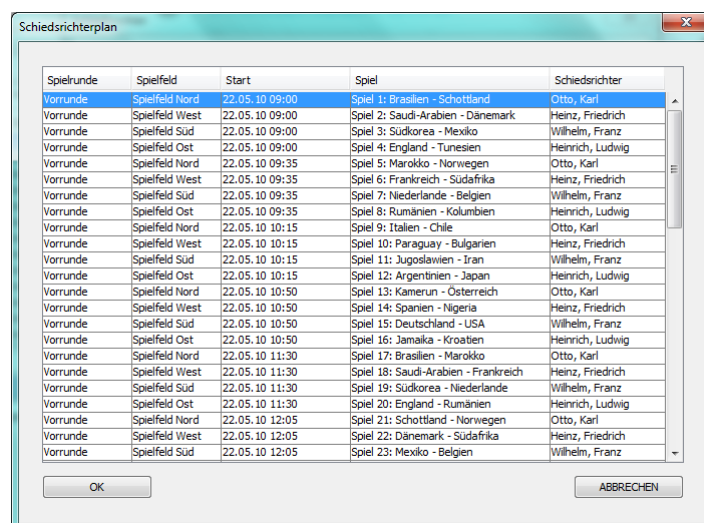 Schiedsrichterplan
Spielrunde Spielfeld Start Spiel Schiedsrichter
Vorrunde Spielfeld Nord 22.05.10 09:00 Spiel 1: Brasilien - Schottland Otto, Karl
Vorrunde Spielfeld West 22.05.10 09:00 Spiel 2: Saudi-Arabien - Dänemark Heinz, Friedrich
Vorrunde Spielfeld Süd 22.05.10 09:00 Spiel 3: Südkorea - Mexiko Wilhelm, Franz
Vorrunde Spielfeld Ost 22.05.10 09:00 Spiel 4: England - Tunesien Heinrich, Ludwig
Vorrunde Spielfeld Nord 22.05.10 09:35 Spiel 5: Marokko - Norwegen Otto, Karl
Vorrunde Spielfeld West 22.05.10 09:35 Spiel 6: Frankreich - Südafrika Heinz, Friedrich
Vorrunde Spielfeld Süd 22.05.10 09:35 Spiel 7: Niederlande - Belgien Wilhelm, Franz
Vorrunde Spielfeld Ost 22.05.10 09:35 Spiel 8: Rumänien - Kolumbien Heinrich, Ludwig
Vorrunde Spielfeld Nord 22.05.10 10:15 Spiel 9: Italien - Chile Otto, Karl
Vorrunde Spielfeld West 22.05.10 10:15 Spiel 10: Paraguay - Bulgarien Heinz, Friedrich
Vorrunde Spielfeld Süd 22.05.10 10:15 Spiel 11: Jugoslawien - Iran Wilhelm, Franz
Vorrunde Spielfeld Ost 22.05.10 10:15 Spiel 12: Argentinien - Japan Heinrich, Ludwig
Vorrunde Spielfeld Nord 22.05.10 10:50 Spiel 13: Kamerun - Österreich Otto, Karl
Vorrunde Spielfeld West 22.05.10 10:50 Spiel 14: Spanien - Nigeria Heinz, Friedrich
Vorrunde Spielfeld Süd 22.05.10 10:50 Spiel 15: Deutschland - USA Wilhelm, Franz
Vorrunde Spielfeld Ost 22.05.10 10:50 Spiel 16: Jamaika - Kroatien Heinrich, Ludwig
Vorrunde Spielfeld Nord 22.05.10 11:30 Spiel 17: Brasilien - Marokko Otto, Karl
Vorrunde Spielfeld West 22.05.10 11:30 Spiel 18: Saudi-Arabien - Frankreich Heinz, Friedrich
Vorrunde Spielfeld Süd 22.05.10 11:30 Spiel 19: Südkorea - Niederlande Wilhelm, Franz
Vorrunde Spielfeld Ost 22.05.10 11:30 Spiel 20: England - Rumänien Heinrich, Ludwig
Vorrunde Spielfeld Nord 22.05.10 12:05 Spiel 21: Schottland - Norwegen Otto, Karl
Vorrunde Spielfeld West 22.05.10 12:05 Spiel 22: Dänemark - Südafrika Heinz, Friedrich
Vorrunde Spielfeld Süd 22.05.10 12:05 Spiel 23: Mexiko - Belgien Wilhelm, Franz
OK ABBRECHEN